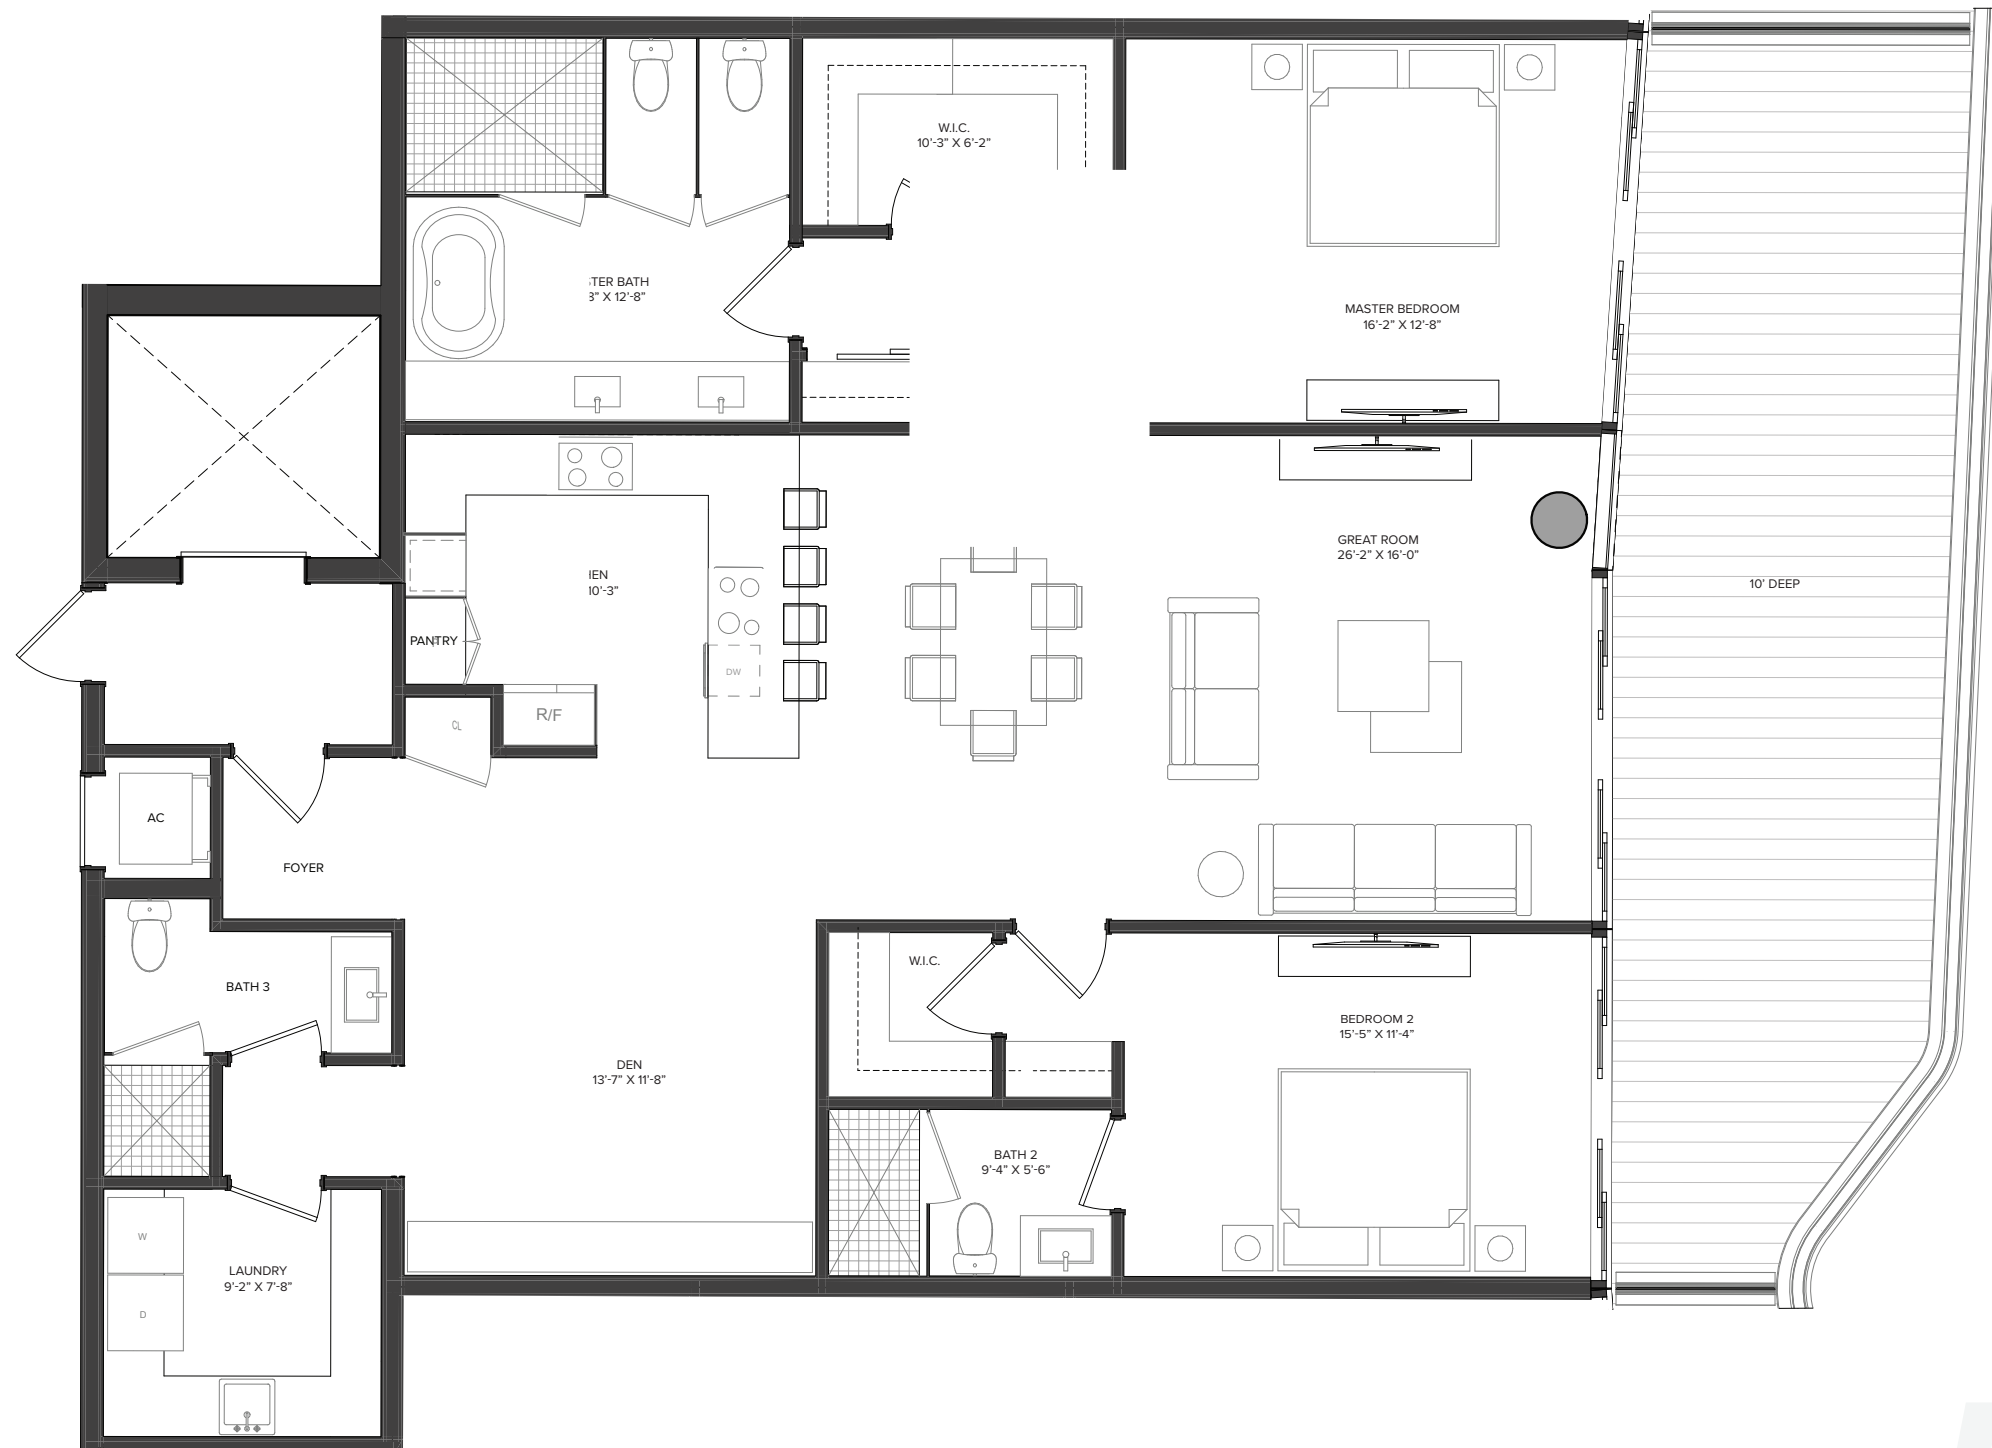 W.I.C.
10'-3" X 6'-2"
TER BATH
3" X 12'-8"
MASTER BEDROOM
16'-2" X 12'-8"
GREAT ROOM
26'-2" X 16'-0"
10' DEEP
10'-3"
PANTRY
DW
CL
R/F
AC
FOYER
W.I.C.
BATH 3
BEDROOM 2
15'-5" X 11'-4"
DEN
13'-7" X 11'-8"
BATH 2
9'-4" X 5'-6"
W
LAUNDRY
9'-2" X 7'-8"
D